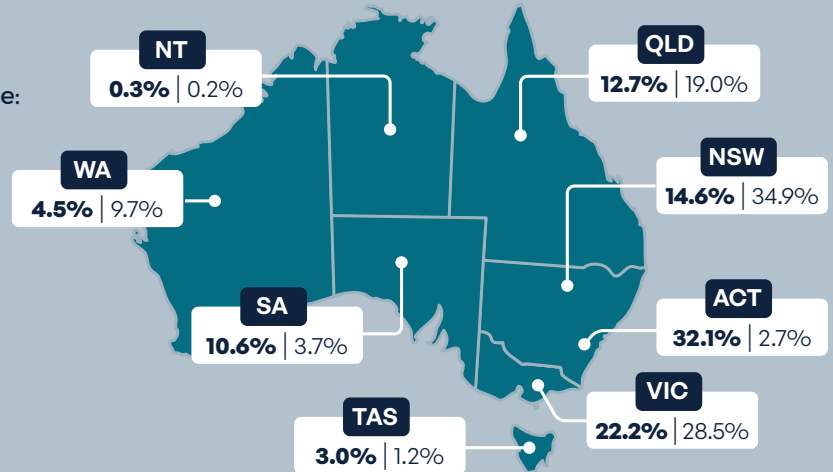 NT
0.3% | 0.2%
e:
QLD
12.7% | 19.0%
WA
4.5% | 9.7%
NSW
14.6% | 34.9%
SA
10.6% | 3.7%
ACT
32.1% | 2.7%
VIC
22.2% | 28.5%
TAS
3.0% | 1.2%